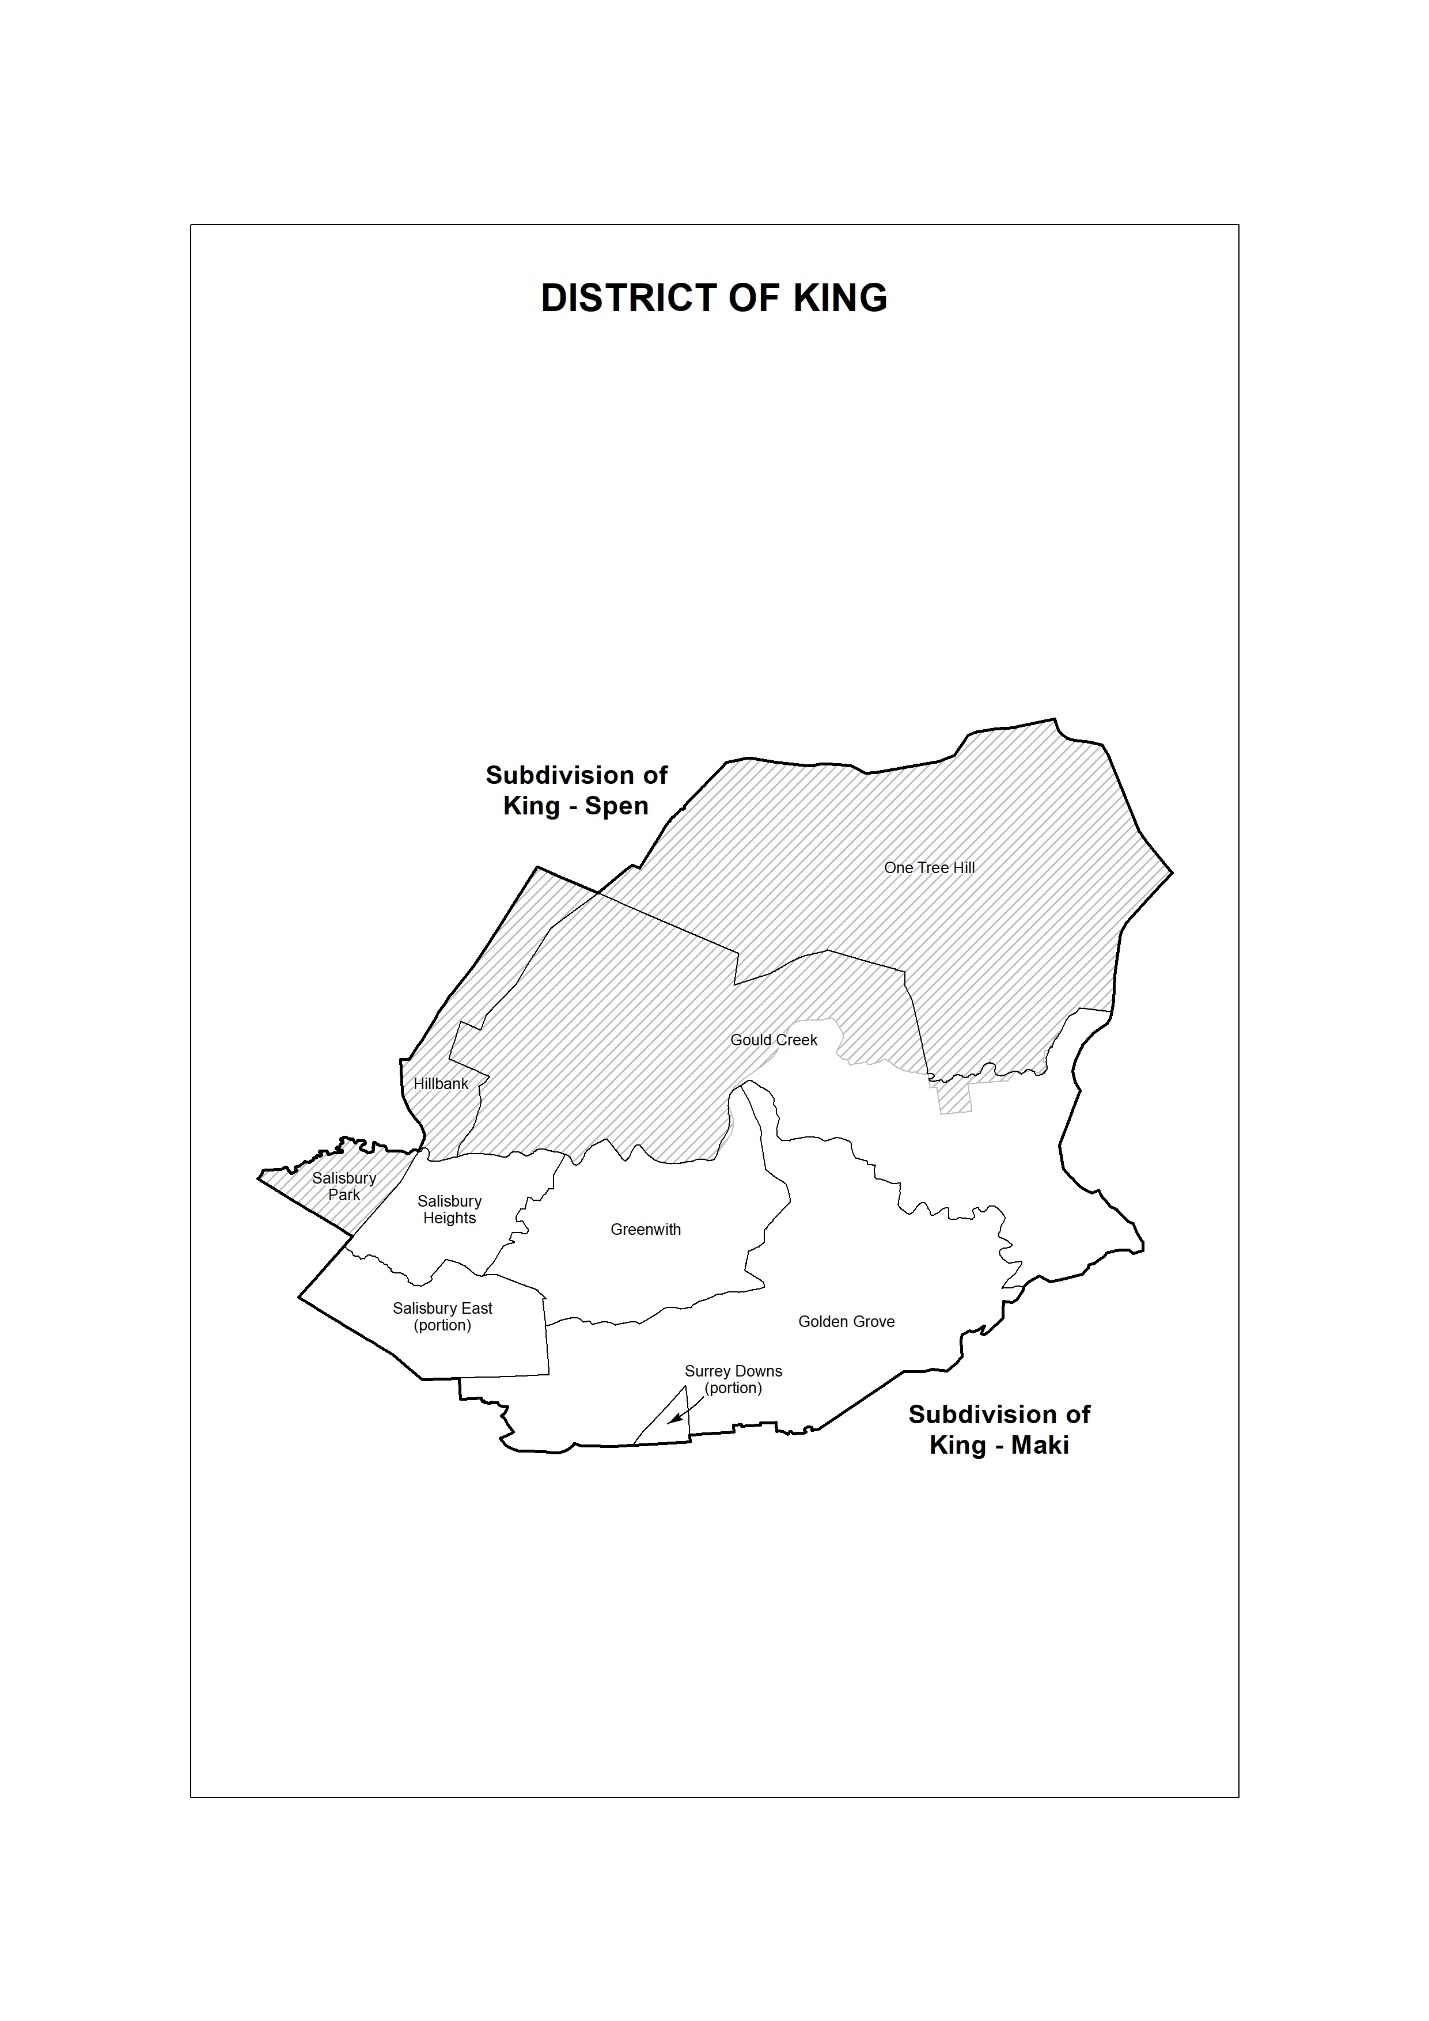 DISTRICT OF KING
Subdivision of
King - Spen
One Tree Hill
Gould Creek
Hillbank
Salisbury
Park
Salisbury
Heights
Greenwith
Salisbury East
(portion)
Golden Grove
Surrey Downs
(portion)
Subdivision of
King - Maki